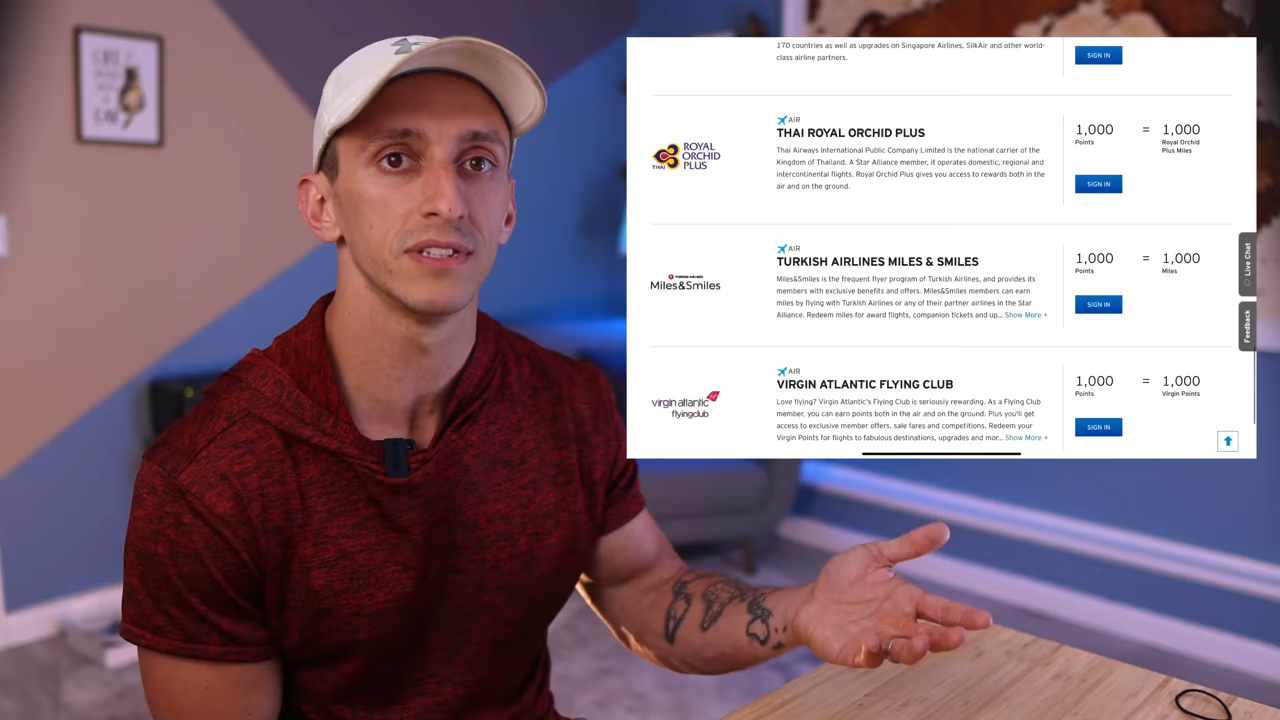 170 countries as well as upgrades on Singapore Airlines, SilkAir and other world-
class airline partners.
SIGN IN
AIR
THAI ROYAL ORCHID PLUS
Thai Airways International Public Company Limited is the national carrier of the
Kingdom of Thailand. A Star Alliance member, it operates domestic, regional and
intercontinental flights. Royal Orchid Plus gives you access to rewards both in the
air and on the ground.
THAI
ROYAL
ORCHID
PLUS
1,000 = 1,000
Points
Royal Orchid
Plus Miles
SIGN IN
AIR
TURKISH AIRLINES MILES & SMILES
Miles&Smiles is the frequent flyer program of Turkish Airlines, and provides its
members with exclusive benefits and offers. Miles&Smiles members can earn
miles by flying with Turkish Airlines or any of their partner airlines in the Star
Alliance. Redeem miles for award flights, companion tickets and up... Show More +
TURKISH AIRLINES
Miles&Smiles
1,000 = 1,000
Points
Miles
SIGN IN
AIR
VIRGIN ATLANTIC FLYING CLUB
Love flying? Virgin Atlantic's Flying Club is seriously rewarding. As a Flying Club
member, you can earn points both in the air and on the ground. Plus you'll get
access to exclusive member offers, sale fares and competitions. Redeem your
Virgin Points for flights to fabulous destinations, upgrades and mor... Show More +
virgin atlantic
flyingclub
1,000 = 1,000
Points
Virgin Points
SIGN IN
Live Chat
Feedback